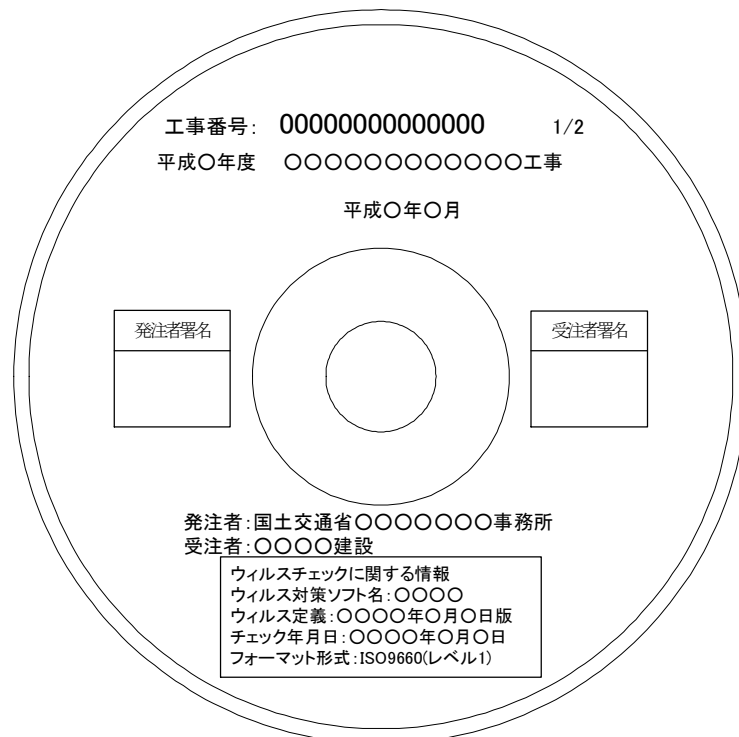 工事番号: 00000000000000 1/2
平成○年度 ○○○○○○○○○○○○工事
平成○年○月
発注者署名
受注者署名
発注者:国土交通省○○○○○○○事務所
受注者:○○○○建設
ウィルスチェックに関する情報
ウィルス対策ソフト名:○○○○
ウィルス定義:○○○○年○月○日版
チェック年月日:○○○○年○月○日
フォーマット形式:ISO9660(レベル1)